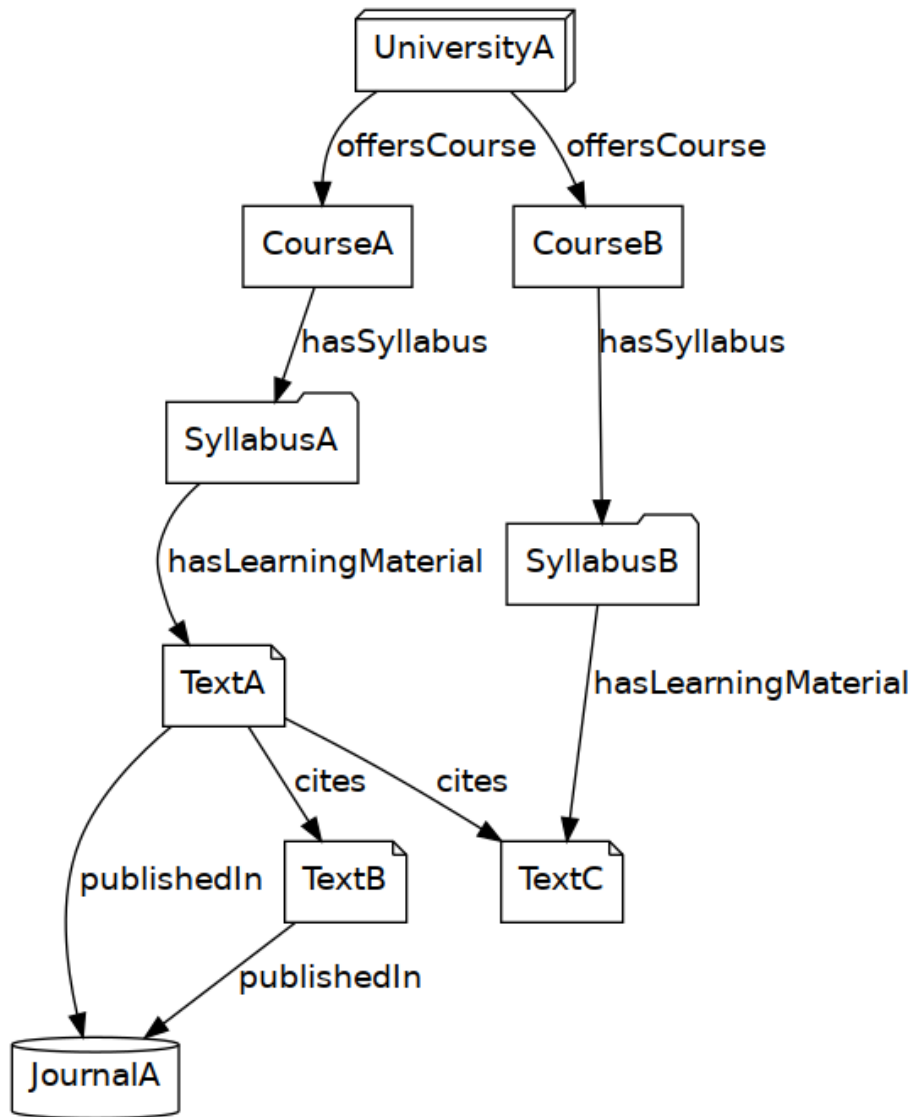 UniversityA
offersCourse
offersCourse
CourseA
CourseB
hasSyllabus
hasSyllabus
SyllabusA
hasLearningMaterial
SyllabusB
TextA
hasLearningMaterial
cites
cites
publishedIn
TextB
TextC
publishedIn
JournalA